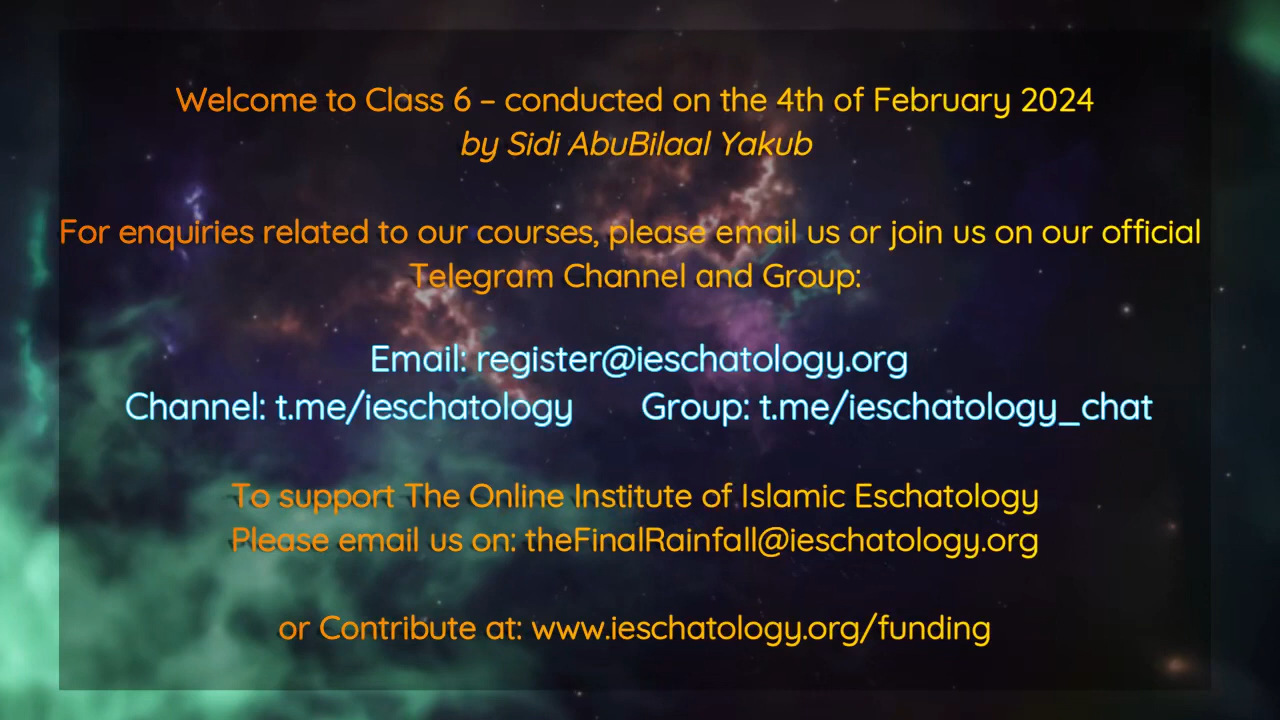 Welcome to Class 6 – conducted on the 4th of February 2024
by Sidi AbuBilaal Yakub
For enquiries related to our courses, please email us or join us on our official
Telegram Channel and Group:
Email: register@ieschatology.org
Channel: t.me/ieschatology Group: t.me/ieschatology_chat
To support The Online Institute of Islamic Eschatology
Please email us on: theFinalRainfall@ieschatology.org
or Contribute at: www.ieschatology.org/funding